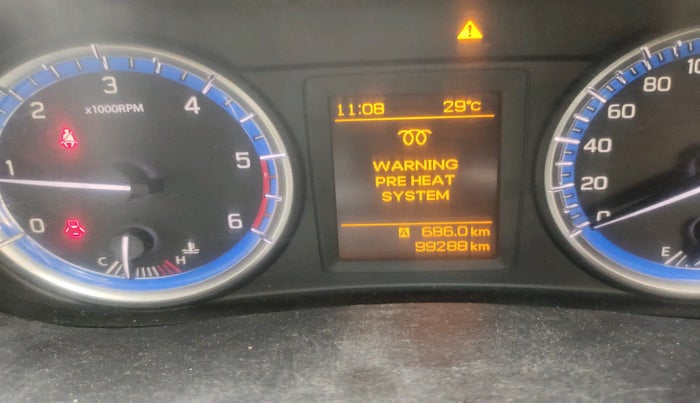 11:08 29°C
WARNING
PRE HEAT
SYSTEM
A 686.0 km
99288 km
x1000RPM
0 1 2 3 4 5 6
C H
0 20 40 60 80
E